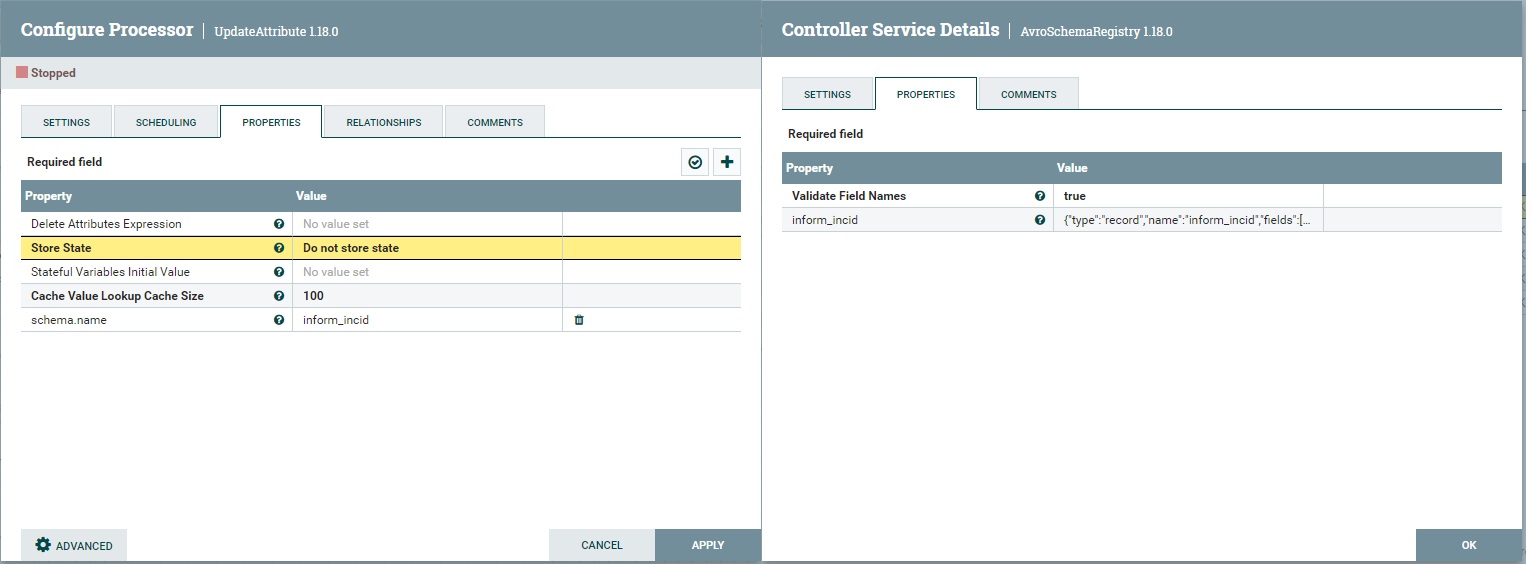 Configure Processor | UpdateAttribute 1.18.0
Stopped
SETTINGS SCHEDULING PROPERTIES RELATIONSHIPS COMMENTS
Required field
Property Value
Delete Attributes Expression No value set
Store State Do not store state
Stateful Variables Initial Value No value set
Cache Value Lookup Cache Size 100
schema.name inform_incid
ADVANCED CANCEL APPLY
Controller Service Details | AvroSchemaRegistry 1.18.0
SETTINGS PROPERTIES COMMENTS
Required field
Property Value
Validate Field Names true
inform_incid {"type":"record","name":"inform_incid","fields":[...
OK